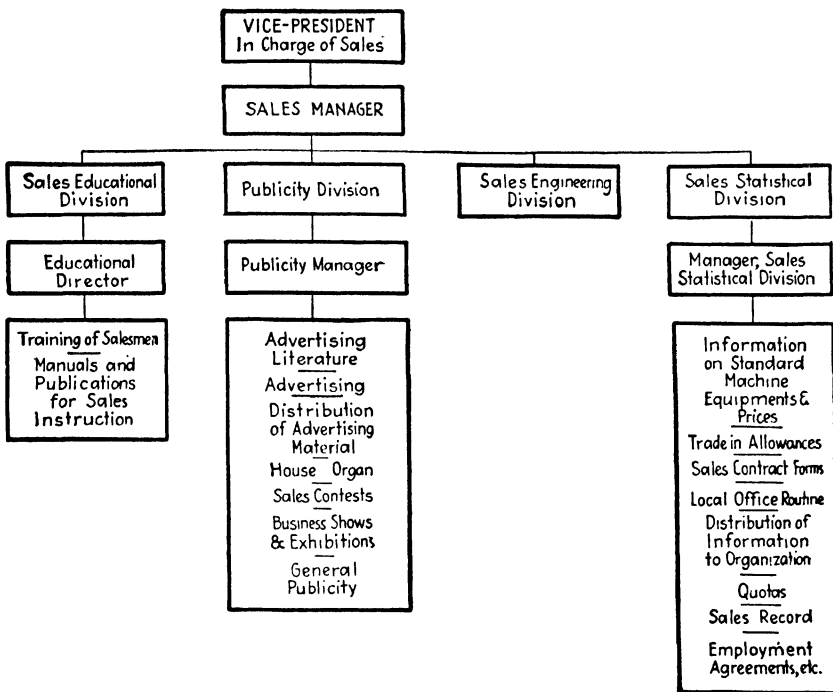 VICE-PRESIDENT
In Charge of Sales
SALES MANAGER
Sales Educational
Division
Publicity Division
Sales Engineering
Division
Sales Statistical
Division
Educational
Director
Publicity Manager
Manager, Sales
Statistical Division
Training of Salesmen
Manuals and
Publications
for Sales
Instruction
Advertising
Literature
Advertising
Distribution
of Advertising
Material
House Organ
Sales Contests
Business Shows
& Exhibitions
General
Publicity
Information
on Standard
Machine
Equipments &
Prices
Trade in Allowances
Sales Contract Forms
Local Office Routine
Distribution of
Information
to Organization
Quotas
Sales Record
Employment
Agreements, etc.